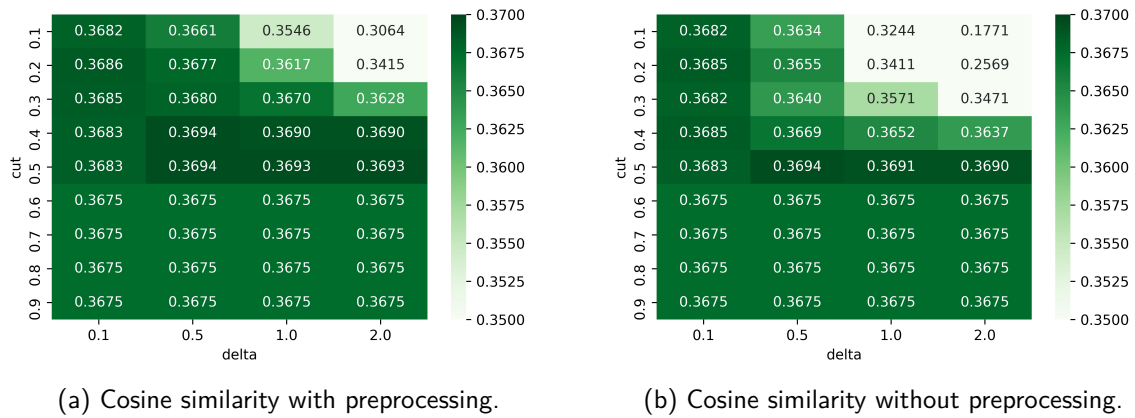 0.1 0.3682 0.3661 0.3546 0.3064
0.2 0.3686 0.3677 0.3617 0.3415
0.3 0.3685 0.3680 0.3670 0.3628
0.4 0.3683 0.3694 0.3690 0.3690
0.5 0.3683 0.3694 0.3693 0.3693
0.6 0.3675 0.3675 0.3675 0.3675
0.7 0.3675 0.3675 0.3675 0.3675
0.8 0.3675 0.3675 0.3675 0.3675
0.9 0.3675 0.3675 0.3675 0.3675
cut
0.1 0.5 1.0 2.0
delta
0.3700
0.3675
0.3650
0.3625
0.3600
0.3575
0.3550
0.3525
0.3500
(a) Cosine similarity with preprocessing.
0.1 0.3682 0.3634 0.3244 0.1771
0.2 0.3685 0.3655 0.3411 0.2569
0.3 0.3682 0.3640 0.3571 0.3471
0.4 0.3685 0.3669 0.3652 0.3637
0.5 0.3683 0.3694 0.3691 0.3690
0.6 0.3675 0.3675 0.3675 0.3675
0.7 0.3675 0.3675 0.3675 0.3675
0.8 0.3675 0.3675 0.3675 0.3675
0.9 0.3675 0.3675 0.3675 0.3675
cut
0.1 0.5 1.0 2.0
delta
0.3700
0.3675
0.3650
0.3625
0.3600
0.3575
0.3550
0.3525
0.3500
(b) Cosine similarity without preprocessing.